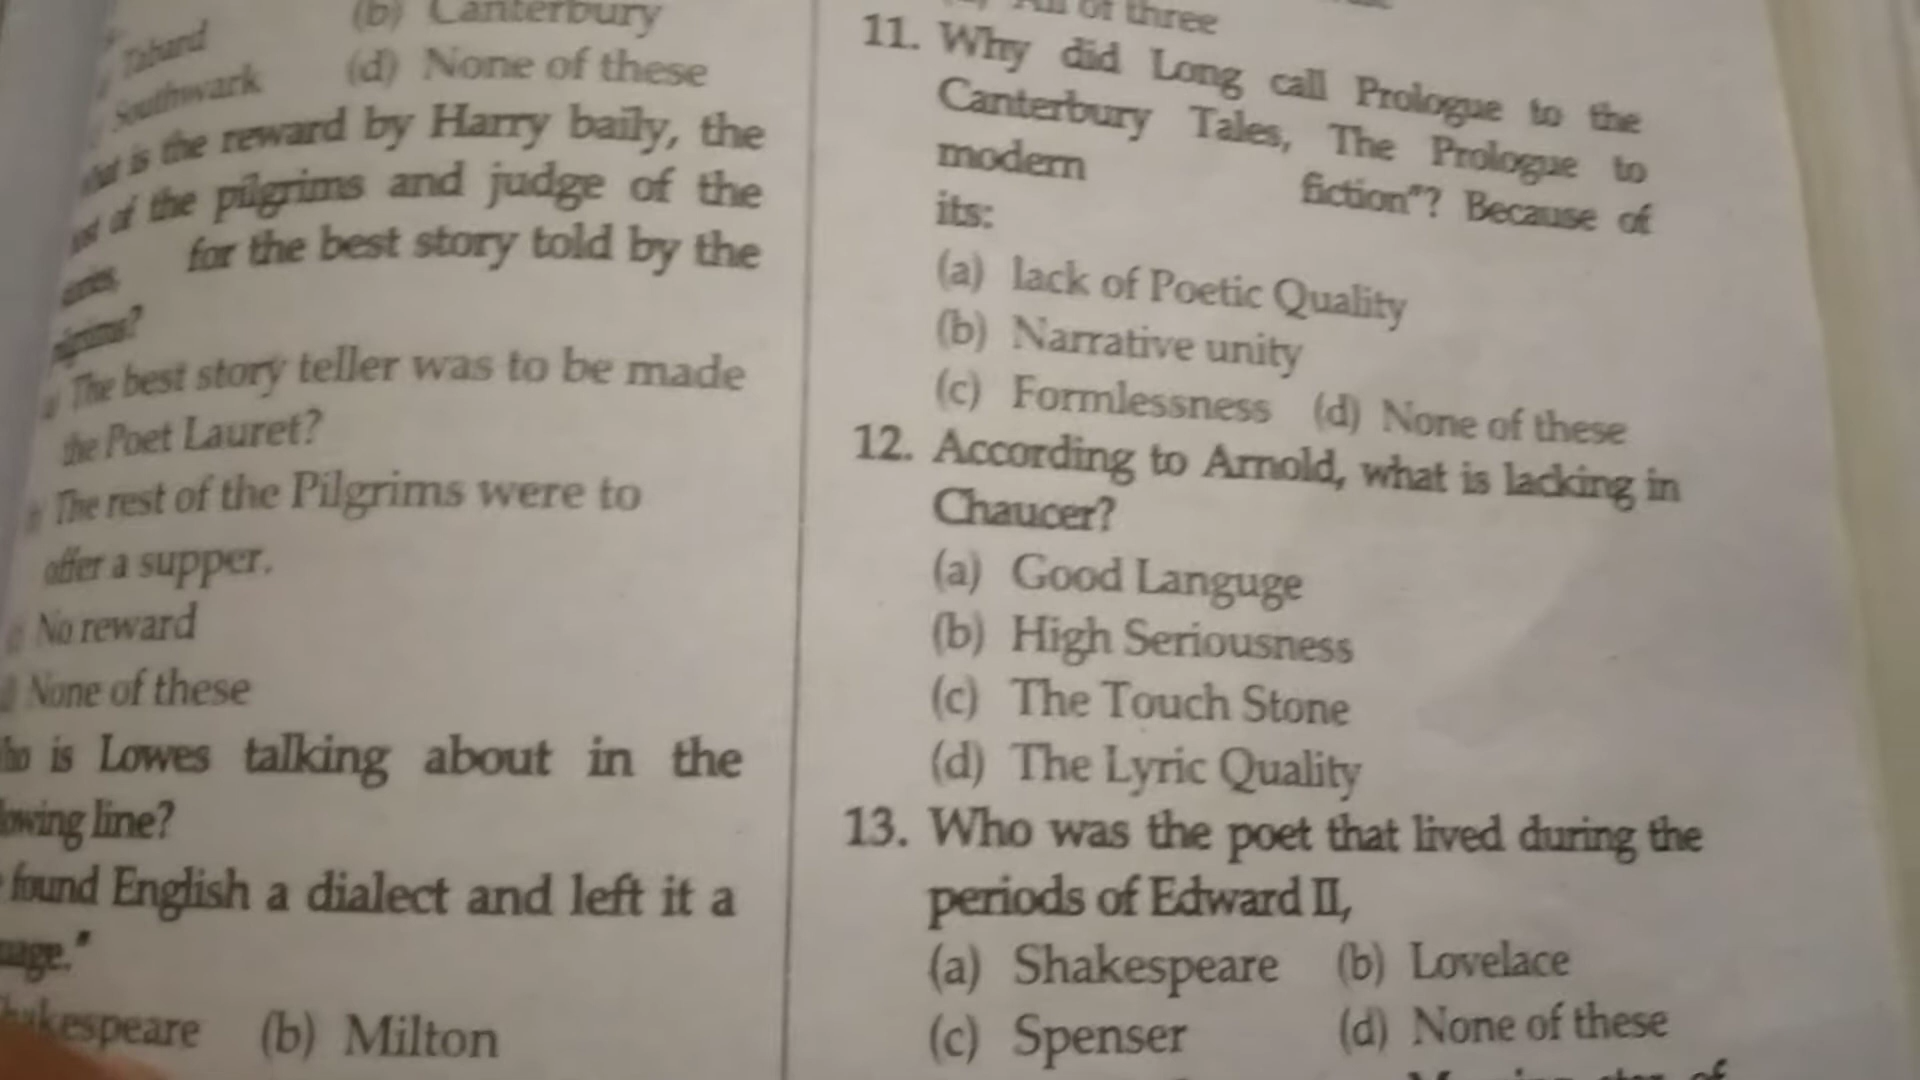 (b) Canterbury
Tabard
(d) None of these
Southwark
is the reward by Harry baily, the
of the pilgrims and judge of the
for the best story told by the
The best story teller was to be made
the Poet Lauret?
The rest of the Pilgrims were to
offer a supper.
No reward
None of these
is Lowes talking about in the
line?
found English a dialect and left it a
(b) Milton
of three
11. Why did Long call Prologue to the
Canterbury Tales, The Prologue to
modern fiction"? Because of
its:
(a) lack of Poetic Quality
(b) Narrative unity
(c) Formlessness (d) None of these
12. According to Arnold, what is lacking in
Chaucer?
(a) Good Languge
(b) High Seriousness
(c) The Touch Stone
(d) The Lyric Quality
13. Who was the poet that lived during the
periods of Edward II,
(a) Shakespeare (b) Lovelace
(c) Spenser (d) None of these